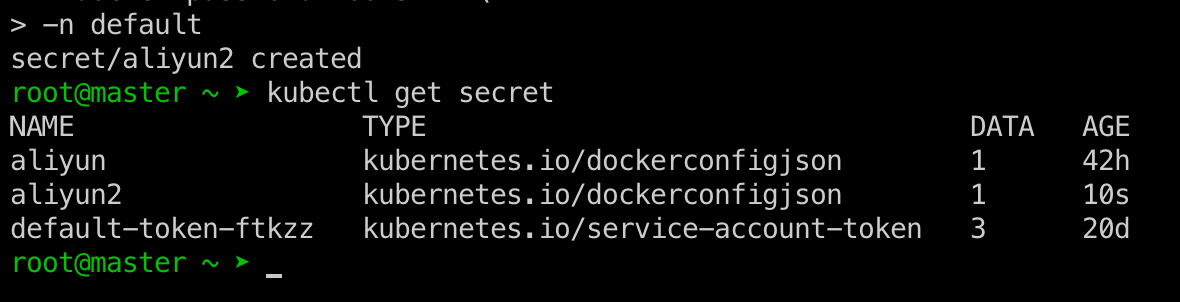 > -n default
secret/aliyun2 created
root@master ~ ➤ kubectl get secret
NAME TYPE DATA AGE
aliyun kubernetes.io/dockerconfigjson 1 42h
aliyun2 kubernetes.io/dockerconfigjson 1 10s
default-token-ftkzz kubernetes.io/service-account-token 3 20d
root@master ~ ➤ _